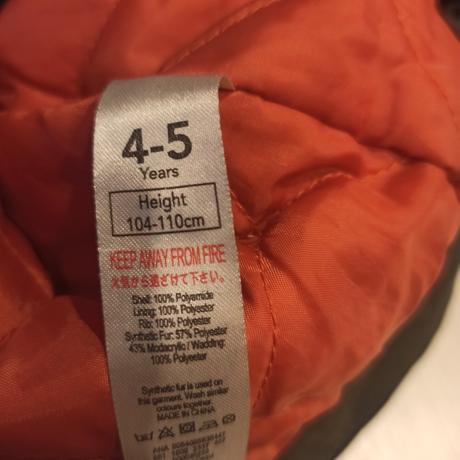 4-5
Years
Height
104-110cm
KEEP AWAY FROM FIRE
火気から遠ざけて下さい。
Shell: 100% Polyamide
Lining: 100% Polyester
Rib: 100% Polyester
Synthetic Fur: 57% Polyester
43% Modacrylic / Wadding:
100% Polyester
Synthetic fur is used on
this garment. Wash similar
colours together.
MADE IN CHINA